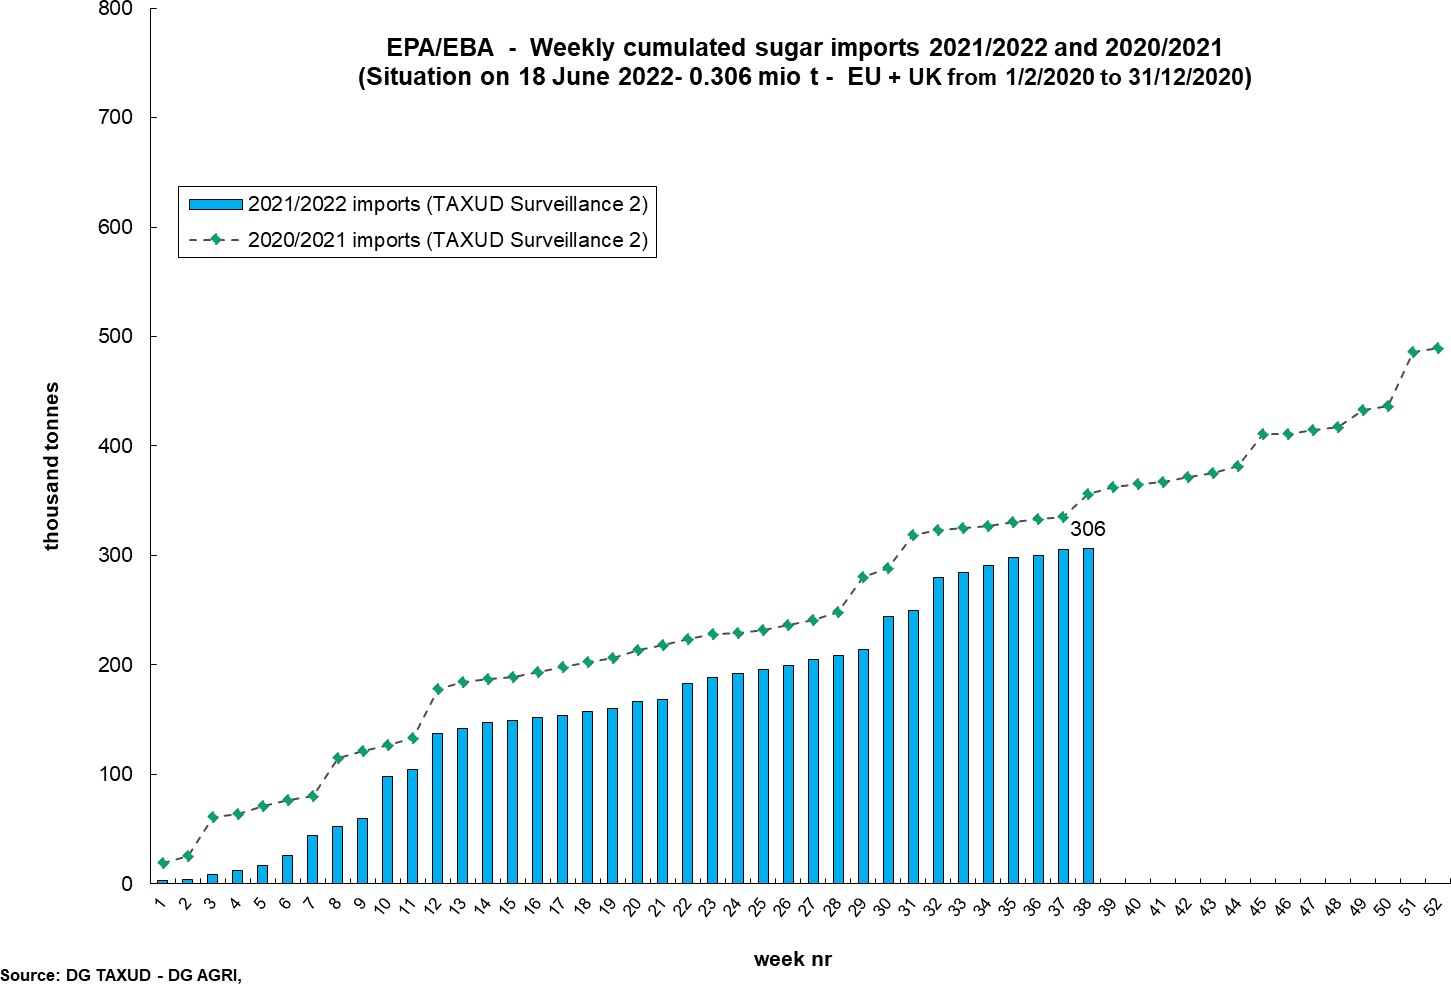 EPA/EBA - Weekly cumulated sugar imports 2021/2022 and 2020/2021
(Situation on 18 June 2022- 0.306 mio t - EU + UK from 1/2/2020 to 31/12/2020)
2021/2022 imports (TAXUD Surveillance 2)
2020/2021 imports (TAXUD Surveillance 2)
800
700
600
500
400
300
200
100
0
thousand tonnes
306
1 2 3 4 5 6 7 8 9 10 11 12 13 14 15 16 17 18 19 20 21 22 23 24 25 26 27 28 29 30 31 32 33 34 35 36 37 38 39 40 41 42 43 44 45 46 47 48 49 50 51 52
week nr
Source: DG TAXUD - DG AGRI,